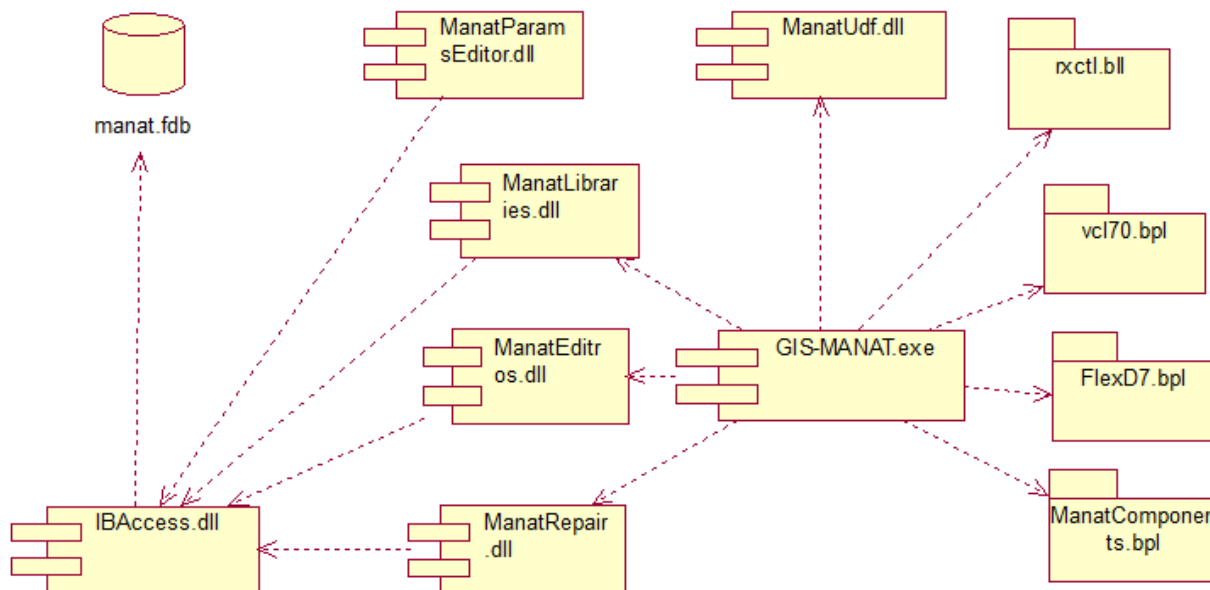 ManatParam
sEditor.dll
ManatUdf.dll
rxctl.bll
manat.fdb
ManatLibrar
ies.dll
vcl70.bpl
ManatEditr
os.dll
GIS-MANAT.exe
FlexD7.bpl
IBAccess.dll
ManatRepair
.dll
ManatComponen
ts.bpl